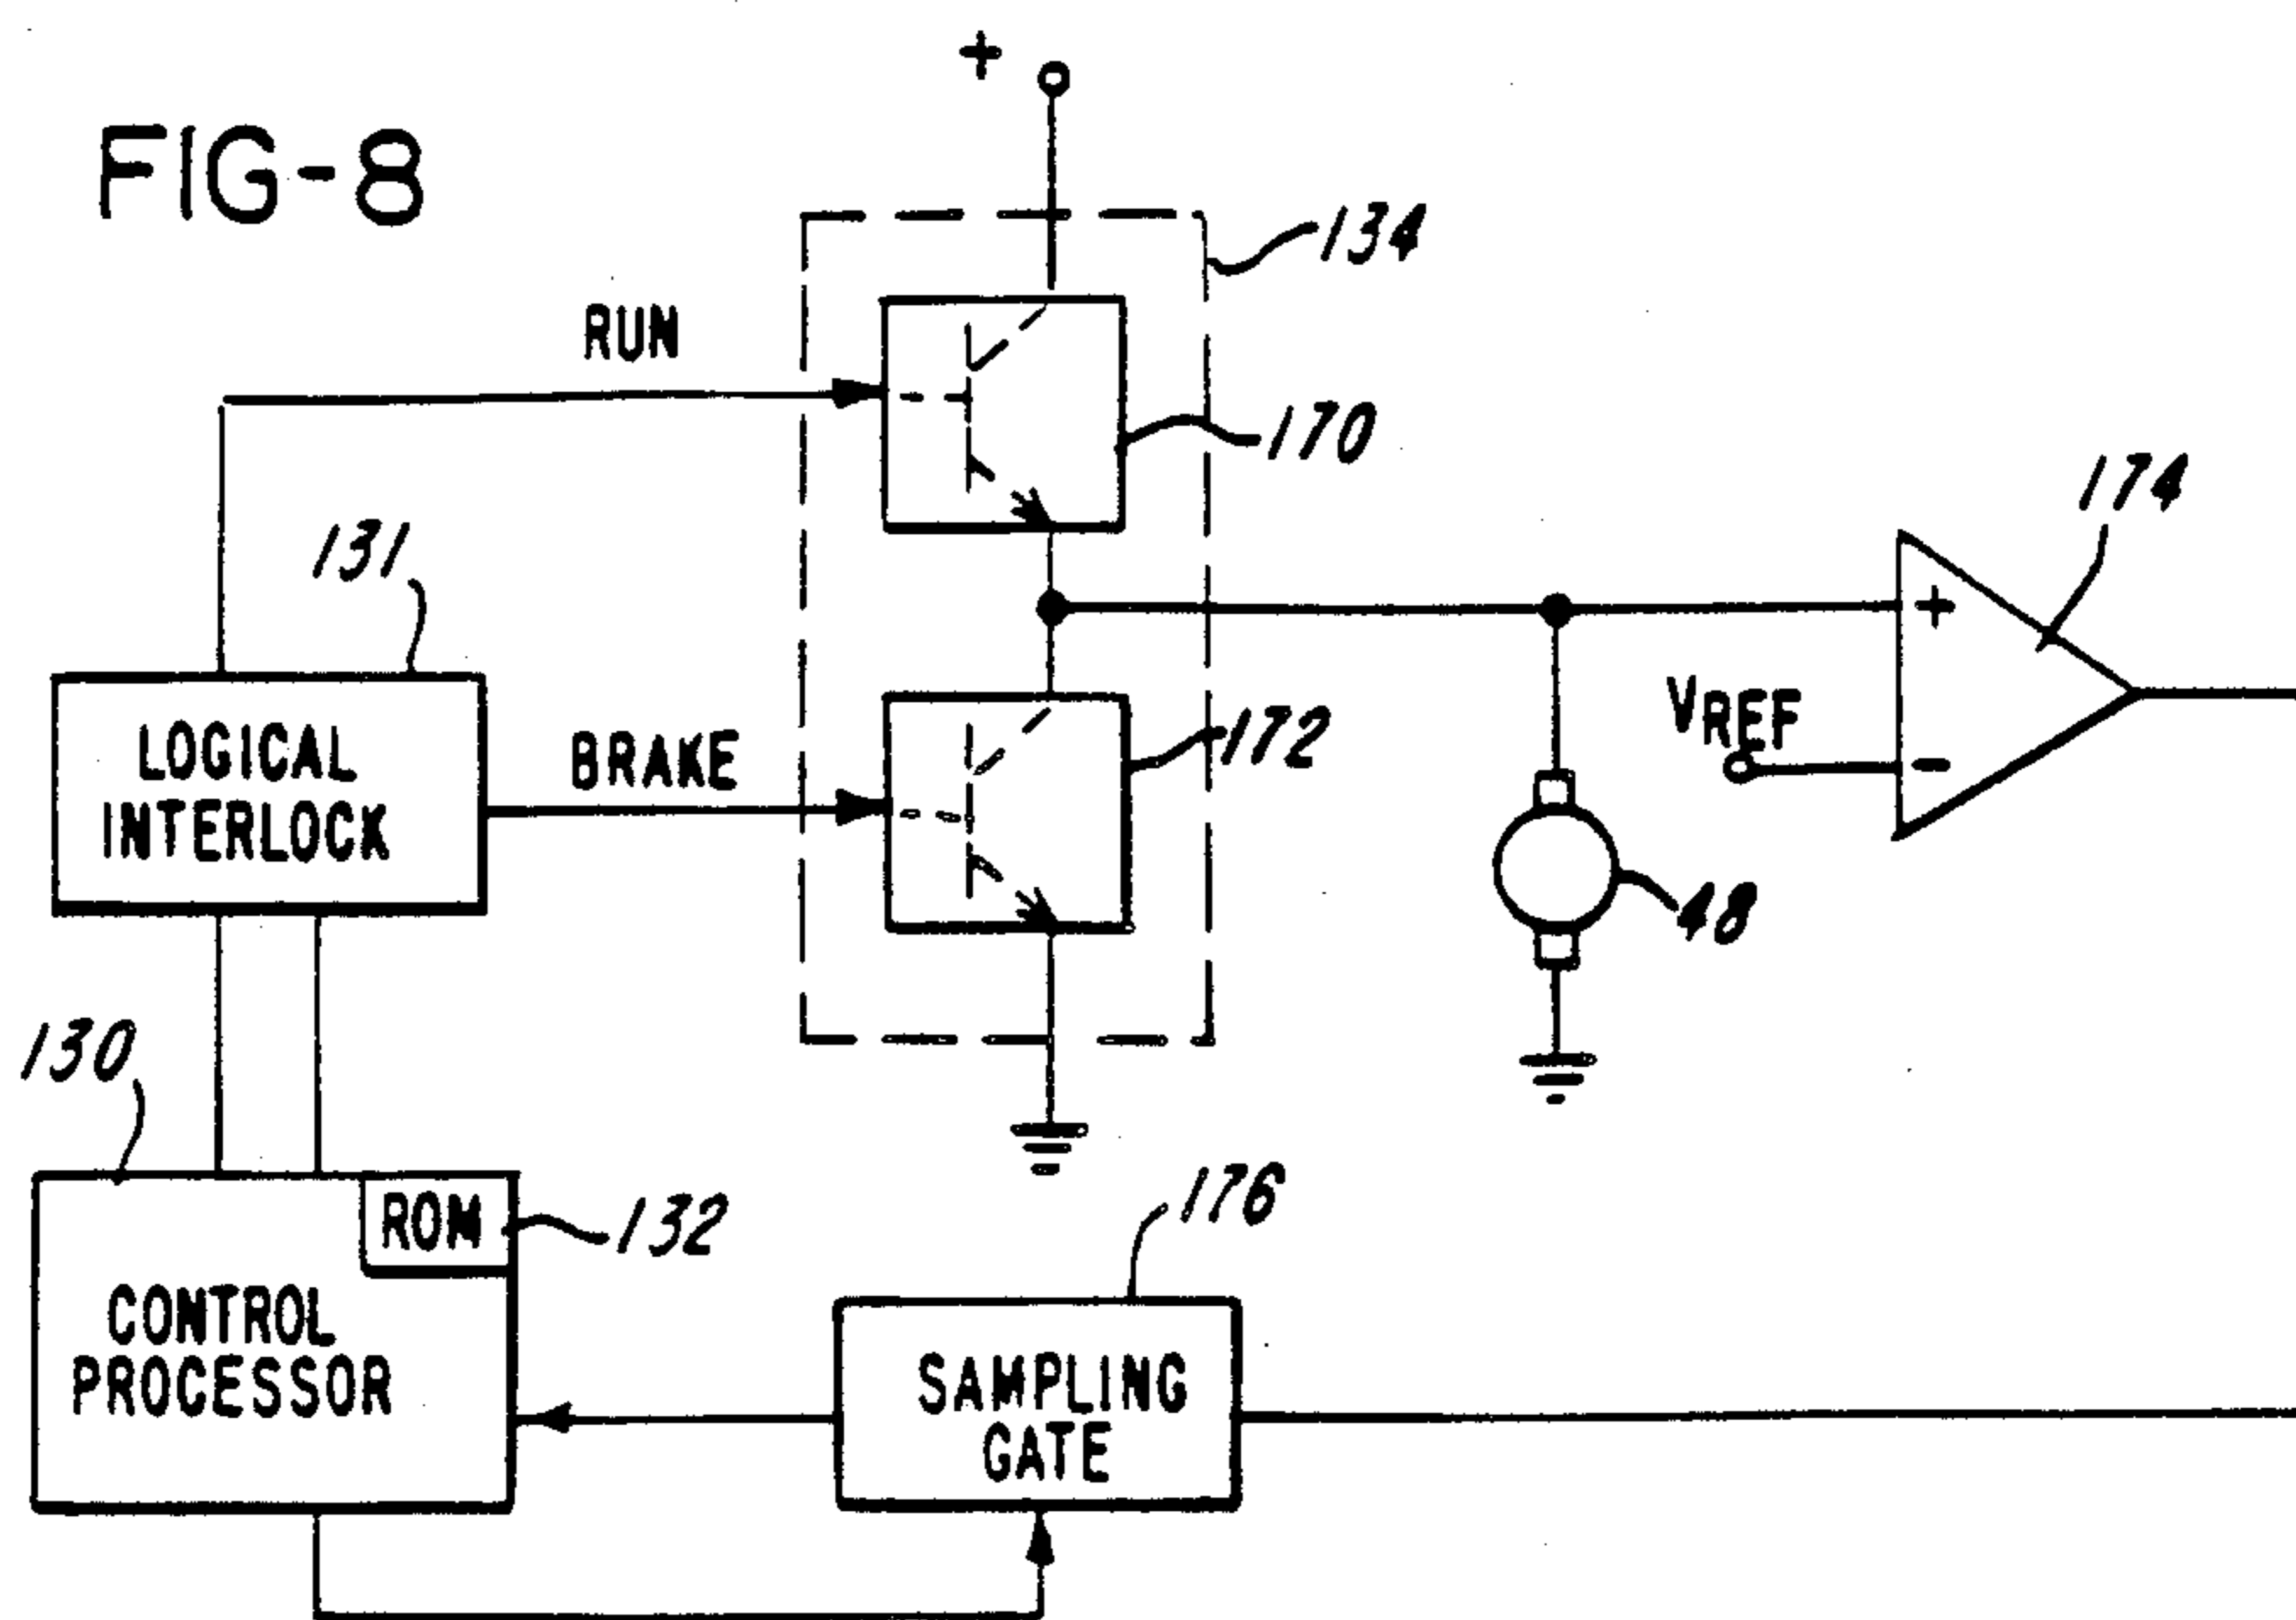 FIG-8
+
134
RUN
170
174
131
+
VREF
172
LOGICAL
INTERLOCK
BRAKE
-
48
130
176
ROM
132
CONTROL
PROCESSOR
SAMPLING
GATE